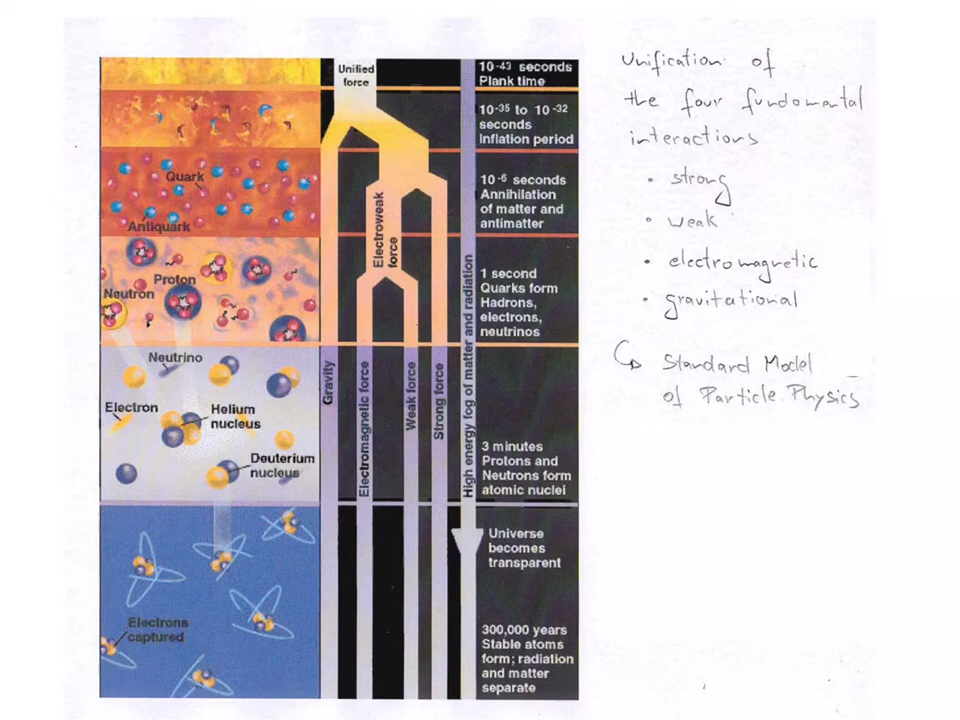 Unified
force
10-43 seconds
Plank time
10-35 to 10-32
seconds
Inflation period
Quark
Antiquark
10-6 seconds
Annihilation
of matter and
antimatter
Electroweak
force
Proton
Neutron
1 second
Quarks form
Hadrons,
electrons,
neutrinos
Neutrino
Electron
Helium
nucleus
Deuterium
nucleus
Gravity
Electromagnetic force
Weak force
Strong force
High energy fog of matter and radiation
3 minutes
Protons and
Neutrons form
atomic nuclei
Universe
becomes
transparent
Electrons
captured
300,000 years
Stable atoms
form; radiation
and matter
separate
Unification of
the four fundamental
interactions
• strong
• weak
• electromagnetic
• gravitational
↳ Standard Model
of Particle Physics